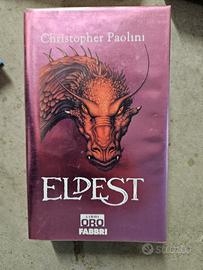 Christopher Paolini
ELDEST
LIBRI
ORO
FABBRI
subito